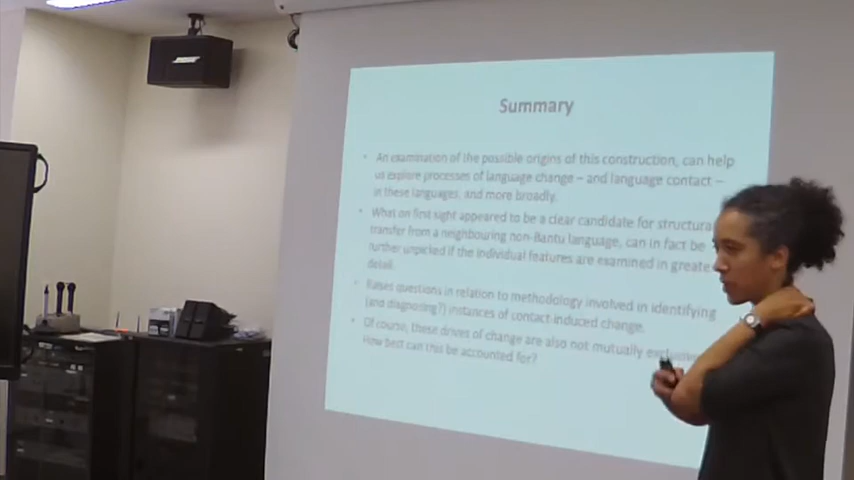 Summary
• An examination of the possible origins of this construction, can help
us explore processes of language change – and language contact –
in these languages, and more broadly.
• What on first sight appeared to be a clear candidate for structural
transfer from a neighbouring non-Bantu language, can in fact be
further unpicked if the individual features are examined in greater
detail.
• Raises questions in relation to methodology involved in identifying
(and diagnosing?) instances of contact-induced change.
• Of course, these drives of change are also not mutually exclusive
How best can this be accounted for?